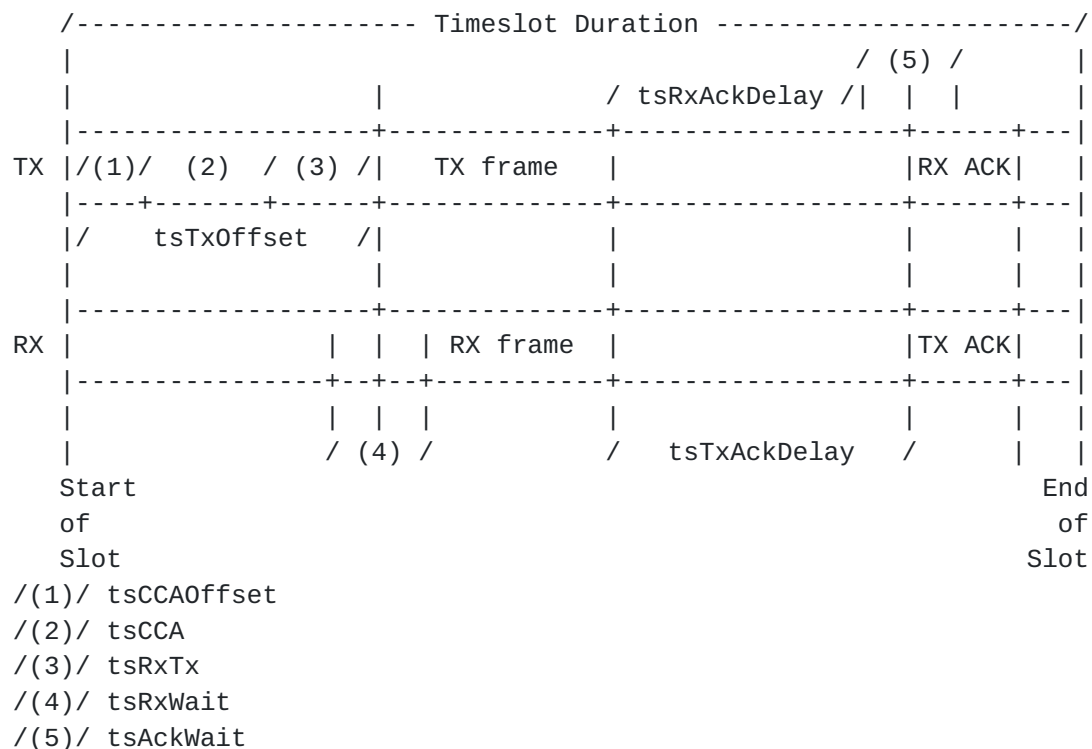 /---------------------- Timeslot Duration -----------------------/
|                                                   / (5) /      |
|                    |              / tsRxAckDelay /|  |  |      |
|-------------------+--------------+------------------+------+---|
TX |/(1)/  (2)  / (3) /|   TX frame   |                  |RX ACK|   |
|----+-------+------+--------------+------------------+------+---|
|/    tsTxOffset   /|              |                  |      |   |
|                   |              |                  |      |   |
|-------------------+--------------+------------------+------+---|
RX |                |  |  | RX frame  |                  |TX ACK|   |
|----------------+--+--+-----------+------------------+------+---|
|                |  |  |           |                  |      |   |
|                / (4) /           /   tsTxAckDelay   /      |   |
Start                                                          End
of                                                              of
Slot                                                          Slot
/(1)/ tsCCAOffset
/(2)/ tsCCA
/(3)/ tsRxTx
/(4)/ tsRxWait
/(5)/ tsAckWait